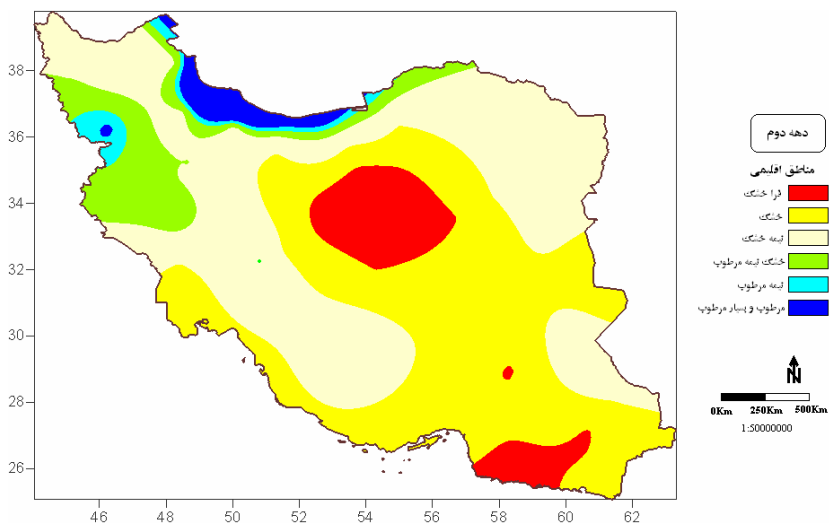 38
36
34
32
30
28
26
46
48
50
52
54
56
58
60
62
دهه دوم
مناطق اقلیمی
فرا خشک
خشک
نیمه خشک
خشک نیمه مرطوب
نیمه مرطوب
مرطوب و بسیار مرطوب
N
0Km 250Km 500Km
1:50000000